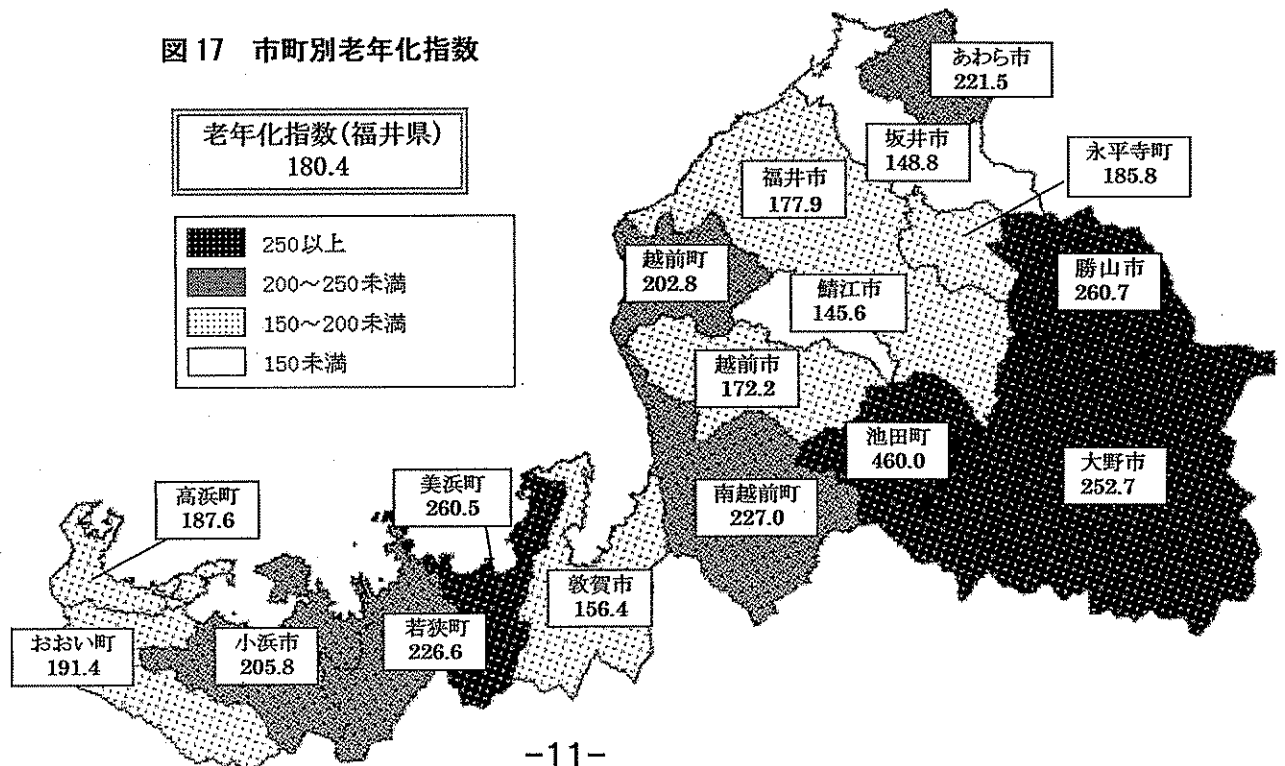 図17 市町別老年化指数
老年化指数(福井県)
180.4
250以上
200～250未満
150～200未満
150未満
あわら市
221.5
坂井市
148.8
永平寺町
185.8
福井市
177.9
勝山市
260.7
越前町
202.8
鯖江市
145.6
越前市
172.2
池田町
460.0
大野市
252.7
南越前町
227.0
美浜町
260.5
高浜町
187.6
敦賀市
156.4
若狭町
226.6
小浜市
205.8
おおい町
191.4
-11-